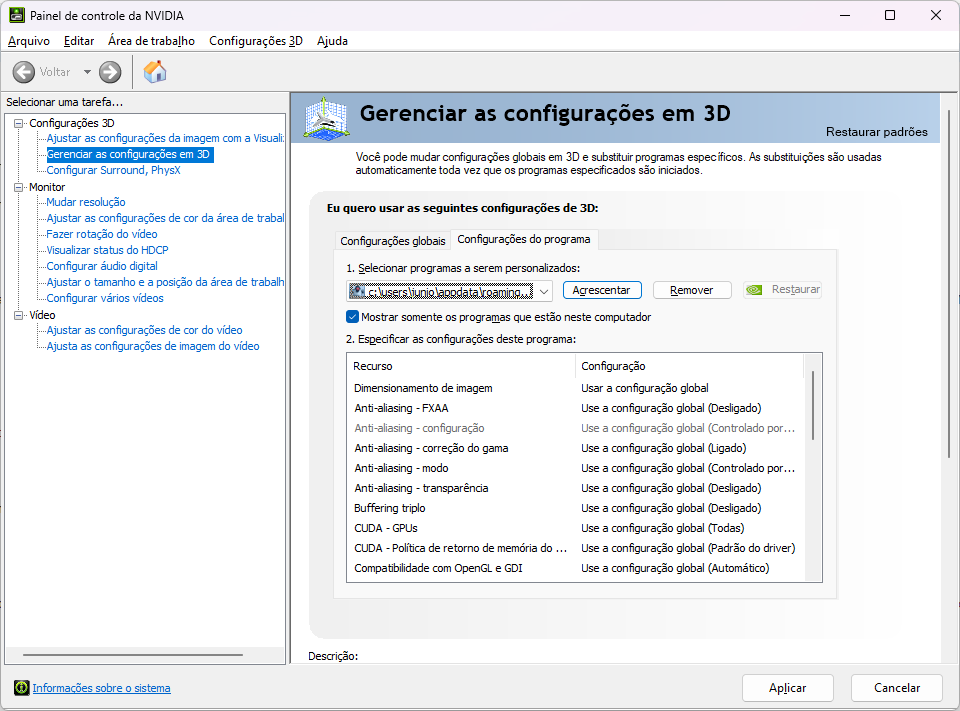 Painel de controle da NVIDIA
Arquivo Editar Área de trabalho Configurações 3D Ajuda
Voltar
Selecionar uma tarefa...
Configurações 3D
Ajustar as configurações da imagem com a Visuali
Gerenciar as configurações em 3D
Configurar Surround, PhysX
Monitor
Mudar resolução
Ajustar as configurações de cor da área de trabal
Fazer rotação do vídeo
Visualizar status do HDCP
Configurar áudio digital
Ajustar o tamanho e a posição da área de trabalh
Configurar vários vídeos
Vídeo
Ajustar as configurações de cor do vídeo
Ajusta as configurações de imagem do vídeo
Informações sobre o sistema
Gerenciar as configurações em 3D
Restaurar padrões
Você pode mudar configurações globais em 3D e substituir programas específicos. As substituições são usadas
automaticamente toda vez que os programas especificados são iniciados.
Eu quero usar as seguintes configurações de 3D:
Configurações globais Configurações do programa
1. Selecionar programas a serem personalizados:
c:\users\junio\appdata\roaming... Acrescentar Remover Restaurar
Mostrar somente os programas que estão neste computador
2. Especificar as configurações deste programa:
Recurso Configuração
Dimensionamento de imagem Usar a configuração global
Anti-aliasing - FXAA Use a configuração global (Desligado)
Anti-aliasing - configuração Use a configuração global (Controlado por...
Anti-aliasing - correção do gama Use a configuração global (Ligado)
Anti-aliasing - modo Use a configuração global (Controlado por...
Anti-aliasing - transparência Use a configuração global (Desligado)
Buffering triplo Use a configuração global (Desligado)
CUDA - GPUs Use a configuração global (Todas)
CUDA - Política de retorno de memória do ... Use a configuração global (Padrão do driver)
Compatibilidade com OpenGL e GDI Use a configuração global (Automático)
Descrição:
Aplicar Cancelar